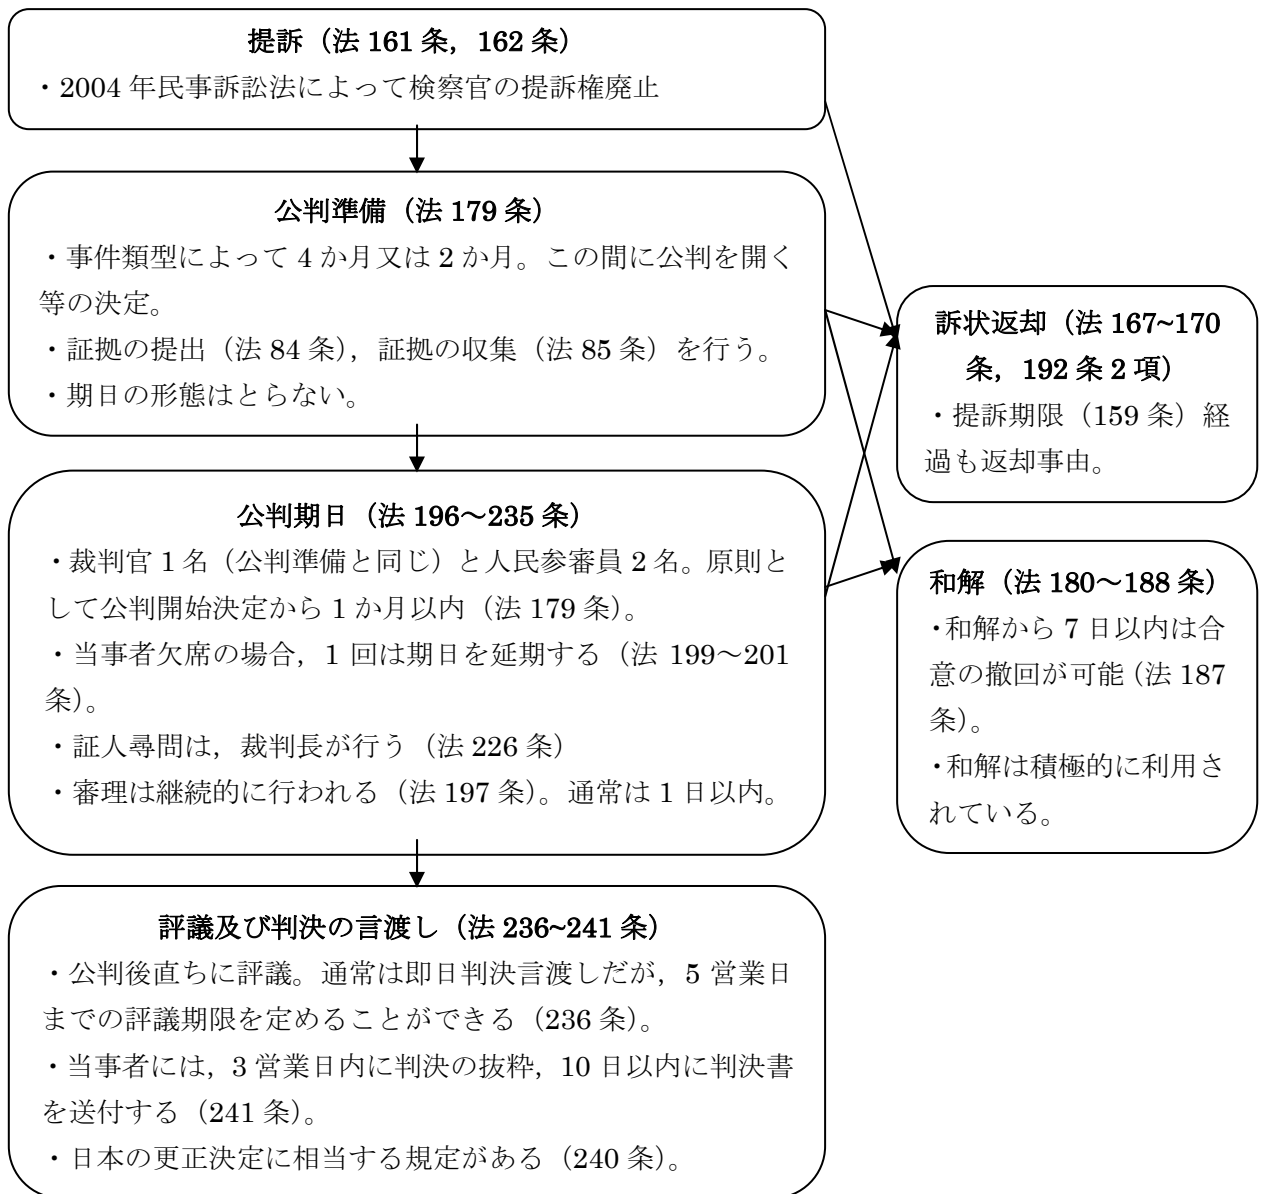 提訴（法 161 条，162 条）
・2004 年民事訴訟法によって検察官の提訴権廃止
公判準備（法 179 条）
・事件類型によって 4 か月又は 2 か月。この間に公判を開く
等の決定。
・証拠の提出（法 84 条），証拠の収集（法 85 条）を行う。
・期日の形態はとらない。
公判期日（法 196～235 条）
・裁判官 1 名（公判準備と同じ）と人民参審員 2 名。原則と
して公判開始決定から 1 か月以内（法 179 条）。
・当事者欠席の場合，1 回は期日を延期する（法 199～201
条）。
・証人尋問は，裁判長が行う（法 226 条）
・審理は継続的に行われる（法 197 条）。通常は 1 日以内。
評議及び判決の言渡し（法 236~241 条）
・公判後直ちに評議。通常は即日判決言渡しだが，5 営業日
までの評議期限を定めることができる（236 条）。
・当事者には，3 営業日内に判決の抜粋，10 日以内に判決書
を送付する（241 条）。
・日本の更正決定に相当する規定がある（240 条）。
訴状返却（法 167~170
条，192 条 2 項）
・提訴期限（159 条）経
過も返却事由。
和解（法 180～188 条）
・和解から 7 日以内は合
意の撤回が可能（法 187
条）。
・和解は積極的に利用さ
れている。